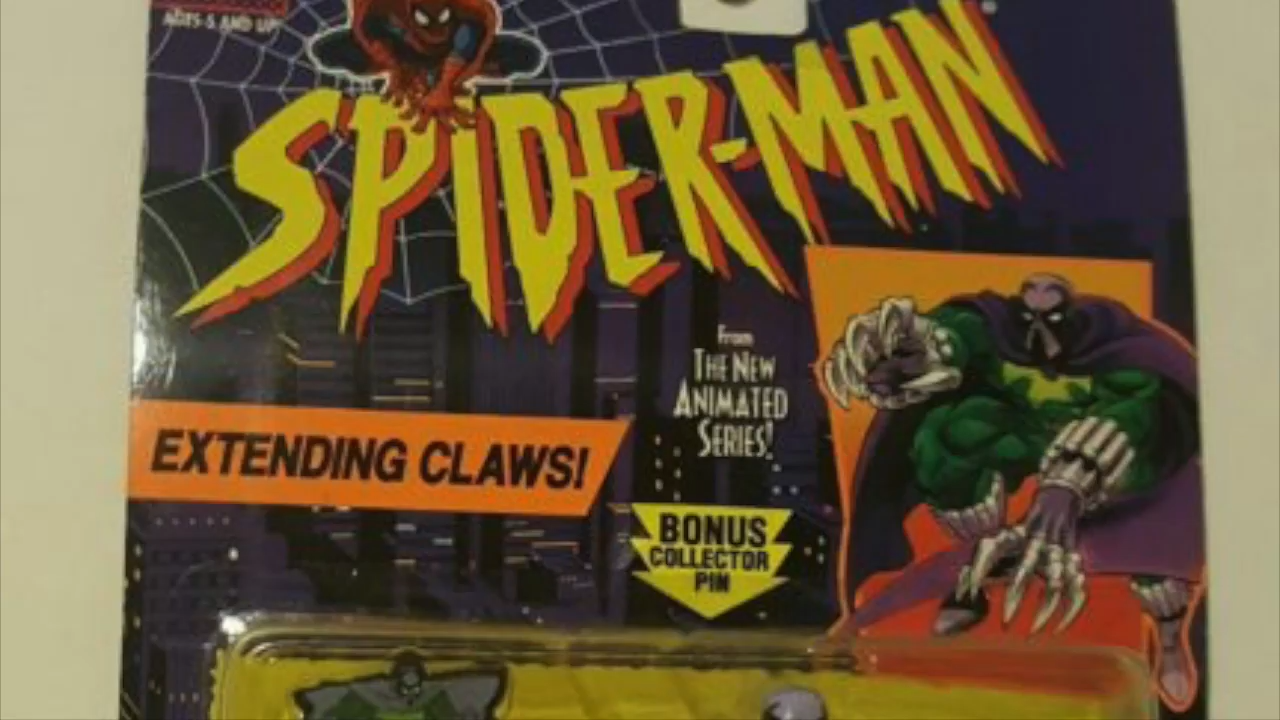 AGES 5 AND UP
SPIDER-MAN
From
THE NEW
ANIMATED
SERIES!
EXTENDING CLAWS!
BONUS
COLLECTOR
PIN